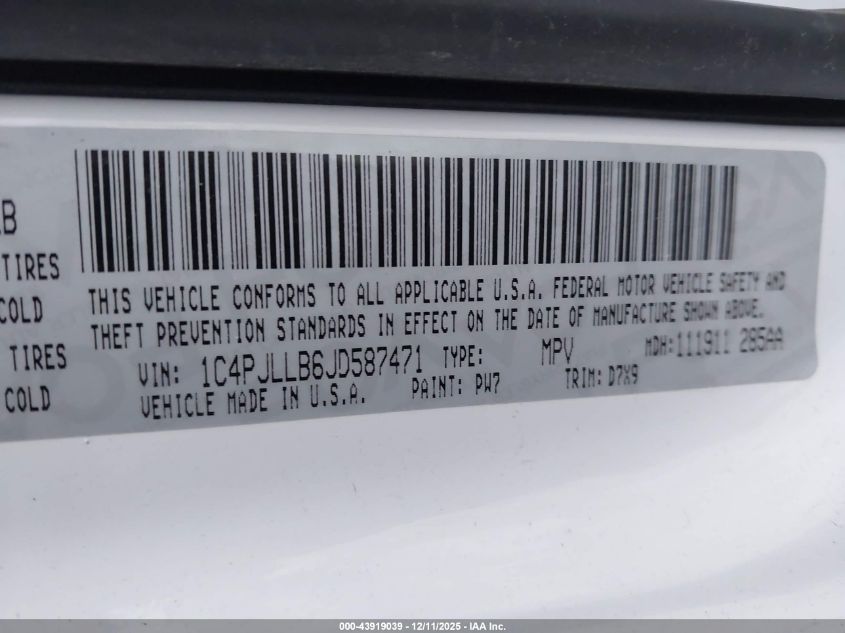 B
TIRES
COLD
TIRES
COLD
THIS VEHICLE CONFORMS TO ALL APPLICABLE U.S.A. FEDERAL MOTOR VEHICLE SAFETY AND
THEFT PREVENTION STANDARDS IN EFFECT ON THE DATE OF MANUFACTURE SHOWN ABOVE.
VIN: 1C4PJLLB6JD587471 TYPE: MPV MDH:111911 285AA
VEHICLE MADE IN U.S.A. PAINT: PW7 TRIM: D7X9
000-43919039 - 12/11/2025 - IAA Inc.